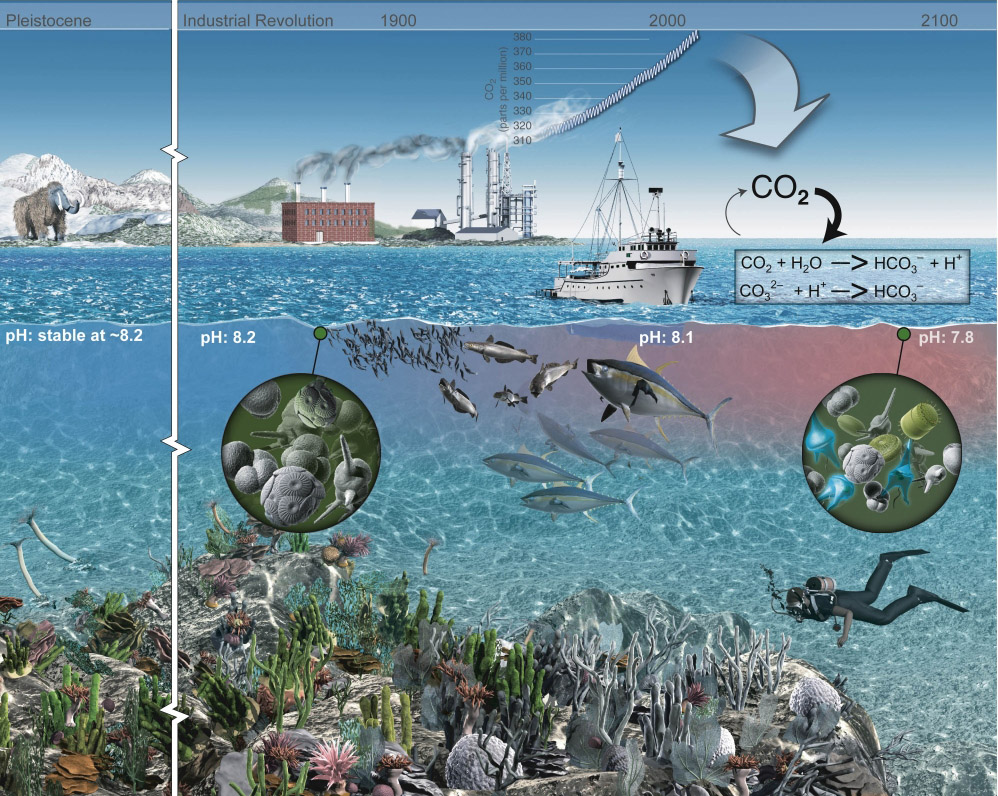 Pleistocene
Industrial Revolution
1900
2000
2100
CO₂
(parts per million)
380
370
360
350
340
330
320
310
CO₂
CO₂ + H₂O —> HCO₃⁻ + H⁺
CO₃²⁻ + H⁺ —> HCO₃⁻
pH: stable at ~8.2
pH: 8.2
pH: 8.1
pH: 7.8